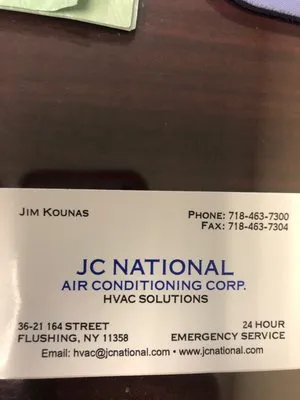 JIM KOUNAS
PHONE: 718-463-7300
FAX: 718-463-7304
JC NATIONAL
AIR CONDITIONING CORP.
HVAC SOLUTIONS
36-21 164 STREET
FLUSHING, NY 11358
24 HOUR
EMERGENCY SERVICE
Email: hvac@jcnational.com • www.jcnational.com